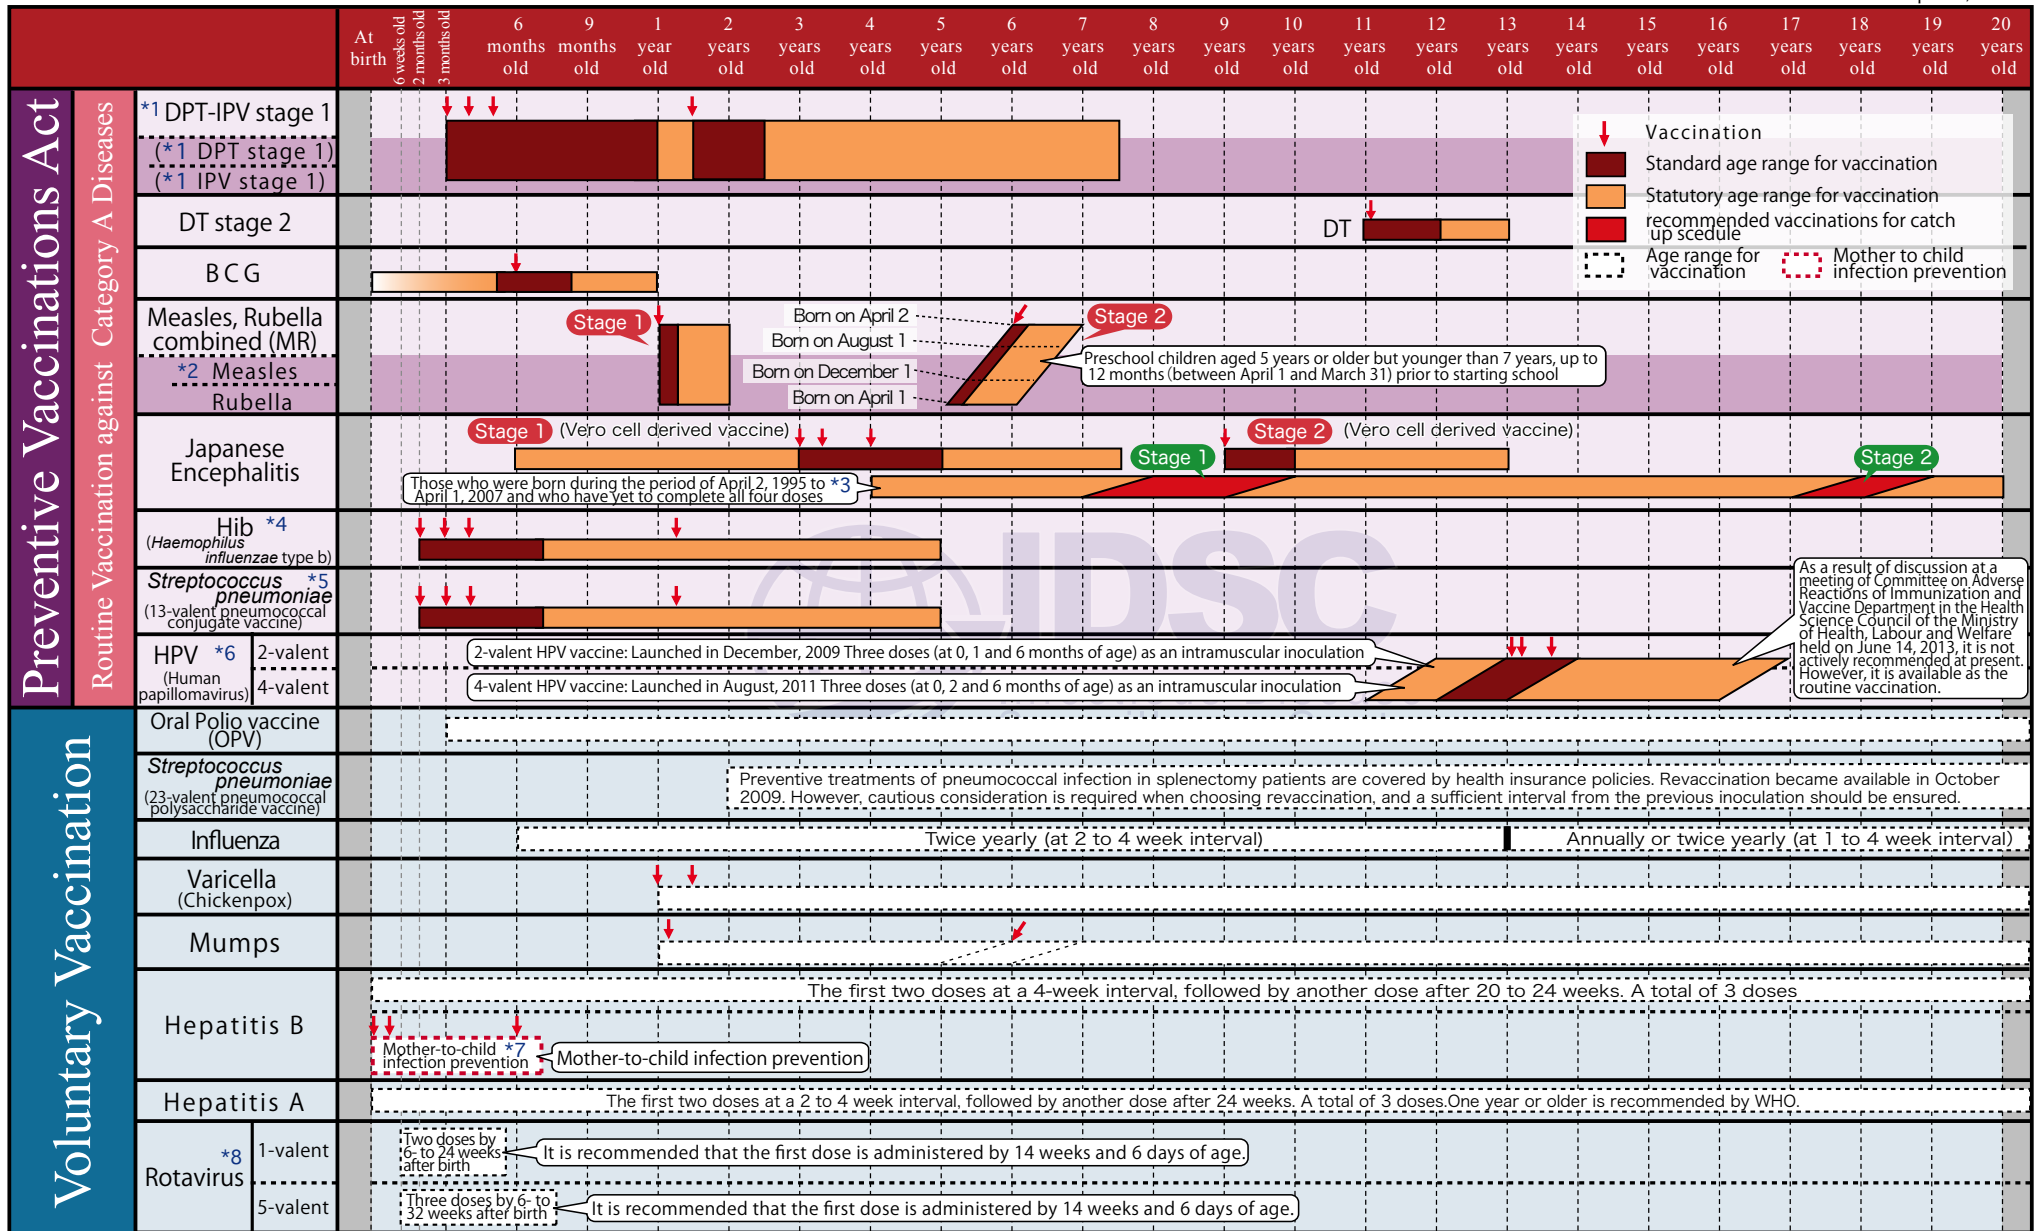 At birth
6 weeks old
2 months old
3 months old
6 months old
9 months old
1 year old
2 years old
3 years old
4 years old
5 years old
6 years old
7 years old
8 years old
9 years old
10 years old
11 years old
12 years old
13 years old
14 years old
15 years old
16 years old
17 years old
18 years old
19 years old
20 years old
Preventive Vaccinations Act
Routine Vaccination against Category A Diseases
*1 DPT-IPV stage 1
(*1 DPT stage 1)
(*1 IPV stage 1)
Vaccination
Standard age range for vaccination
Statutory age range for vaccination
recommended vaccinations for catch
up scedule
Age range for
vaccination
Mother to child
infection prevention
DT stage 2
DT
BCG
Measles, Rubella
combined (MR)
*2 Measles
Rubella
Stage 1
Born on April 2
Born on August 1
Born on December 1
Born on April 1
Stage 2
Preschool children aged 5 years or older but younger than 7 years, up to
12 months (between April 1 and March 31) prior to starting school
Japanese
Encephalitis
Stage 1 (Vero cell derived vaccine)
Stage 2 (Vero cell derived vaccine)
Stage 1
Stage 2
Those who were born during the period of April 2, 1995 to *3
April 1, 2007 and who have yet to complete all four doses
Hib *4
(Haemophilus
influenzae type b)
IDSC
Streptococcus *5
pneumoniae
(13-valent pneumococcal
conjugate vaccine)
HPV *6
(Human
papillomavirus)
2-valent
4-valent
2-valent HPV vaccine: Launched in December, 2009 Three doses (at 0, 1 and 6 months of age) as an intramuscular inoculation
4-valent HPV vaccine: Launched in August, 2011 Three doses (at 0, 2 and 6 months of age) as an intramuscular inoculation
As a result of discussion at a
meeting of Committee on Adverse
Reactions of Immunization and
Vaccine Department in the Health
Science Council of the Ministry
of Health, Labour and Welfare
held on June 14, 2013, it is not
actively recommended at present.
However, it is available as the
routine vaccination.
Voluntary Vaccination
Oral Polio vaccine
(OPV)
Streptococcus
pneumoniae
(23-valent pneumococcal
polysaccharide vaccine)
Preventive treatments of pneumococcal infection in splenectomy patients are covered by health insurance policies. Revaccination became available in October
2009. However, cautious consideration is required when choosing revaccination, and a sufficient interval from the previous inoculation should be ensured.
Influenza
Twice yearly (at 2 to 4 week interval)
Annually or twice yearly (at 1 to 4 week interval)
Varicella
(Chickenpox)
Mumps
Hepatitis B
The first two doses at a 4-week interval, followed by another dose after 20 to 24 weeks. A total of 3 doses
Mother-to-child *7
infection prevention
Mother-to-child infection prevention
Hepatitis A
The first two doses at a 2 to 4 week interval, followed by another dose after 24 weeks. A total of 3 doses.One year or older is recommended by WHO.
*8
Rotavirus
1-valent
Two doses by
6- to 24 weeks
after birth
It is recommended that the first dose is administered by 14 weeks and 6 days of age.
5-valent
Three doses by 6- to
32 weeks after birth
It is recommended that the first dose is administered by 14 weeks and 6 days of age.